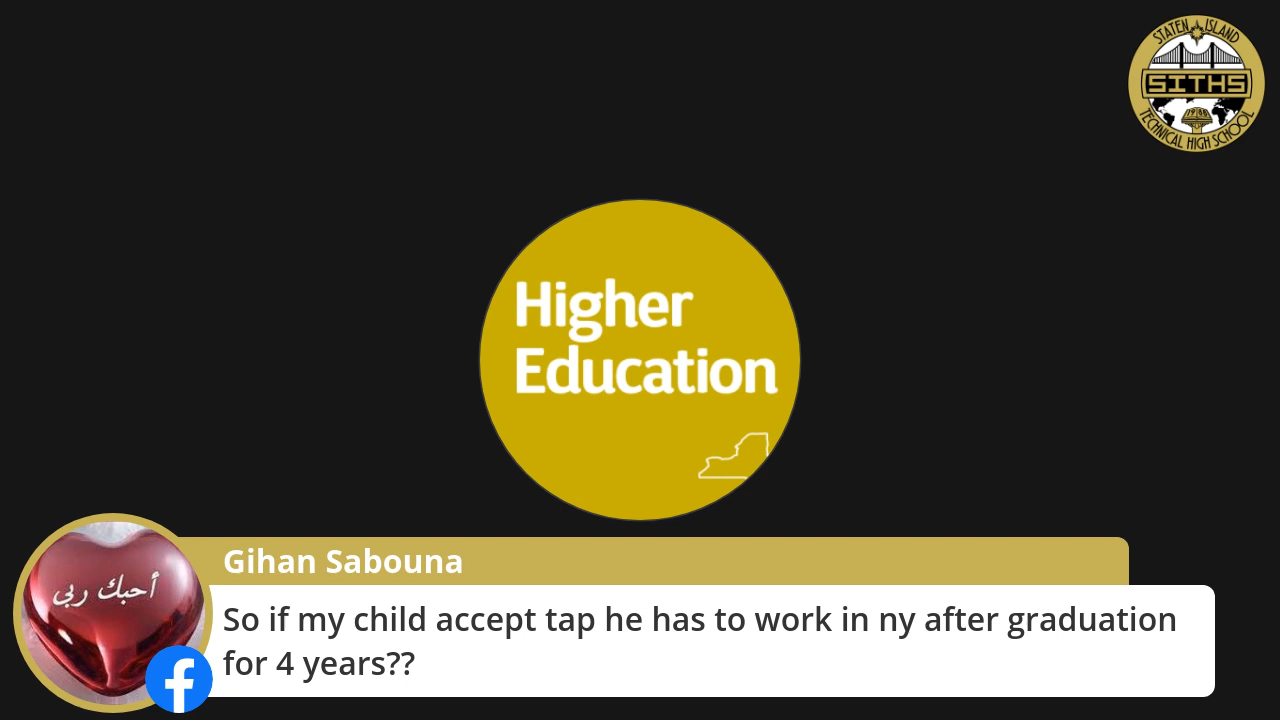 STATEN ISLAND
SITHS
TECHNICAL HIGH SCHOOL
Higher
Education
Gihan Sabouna
أحبك ربى
So if my child accept tap he has to work in ny after graduation
for 4 years??